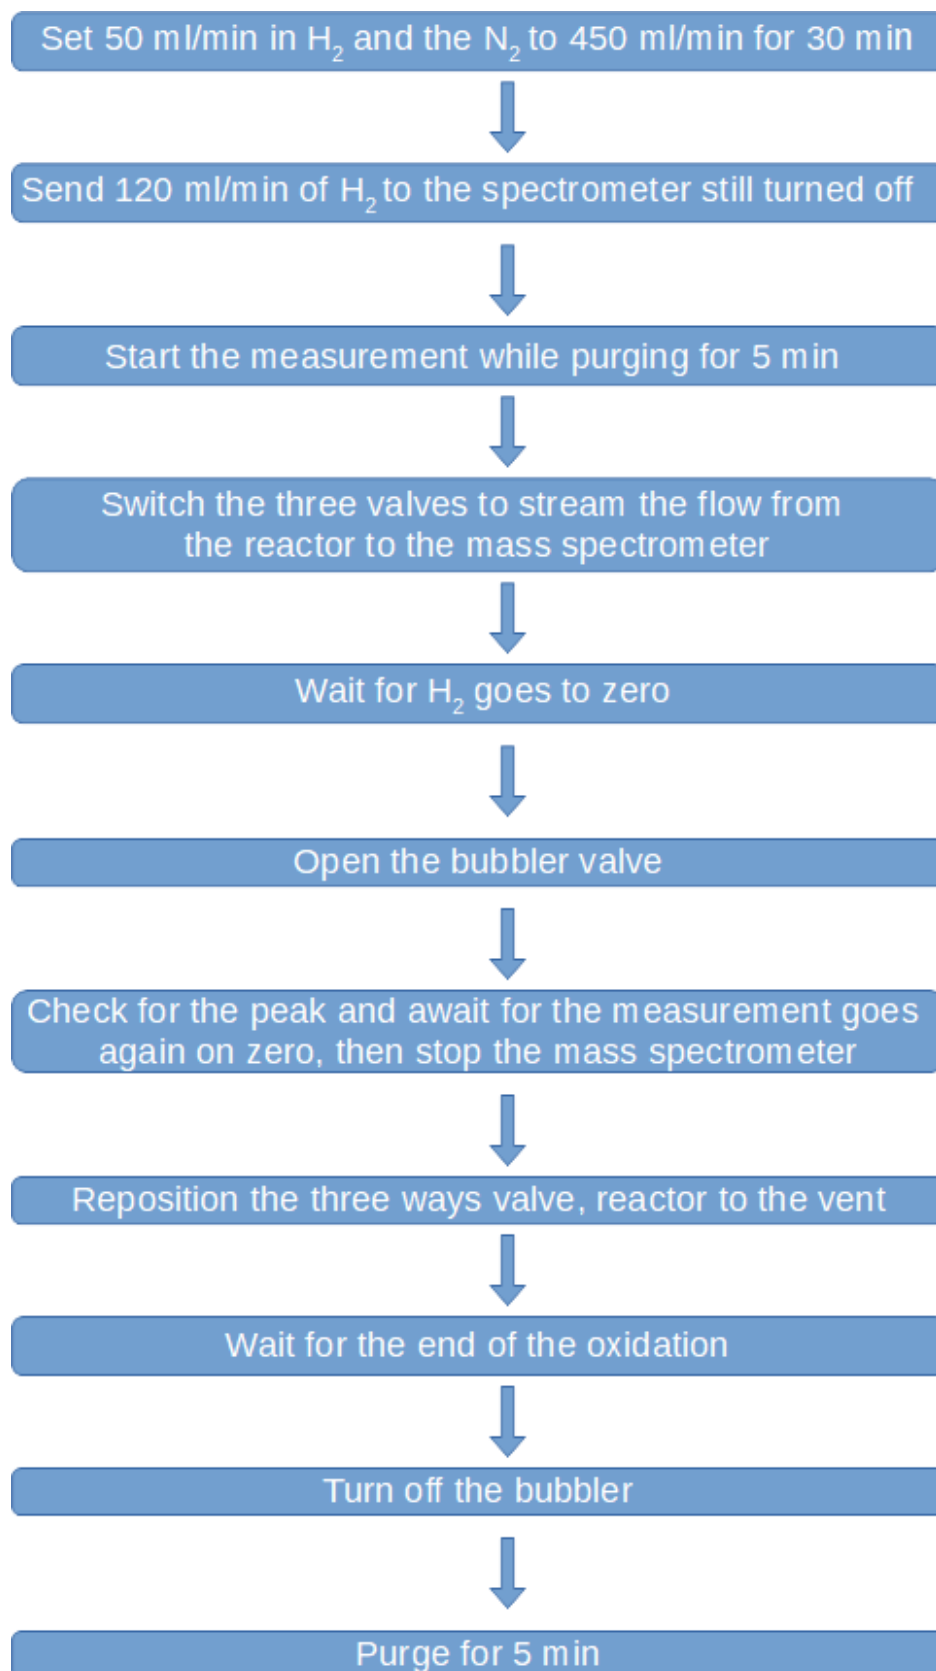 Set 50 ml/min in H₂ and the N₂ to 450 ml/min for 30 min
Send 120 ml/min of H₂ to the spectrometer still turned off
Start the measurement while purging for 5 min
Switch the three valves to stream the flow from
the reactor to the mass spectrometer
Wait for H₂ goes to zero
Open the bubbler valve
Check for the peak and await for the measurement goes
again on zero, then stop the mass spectrometer
Reposition the three ways valve, reactor to the vent
Wait for the end of the oxidation
Turn off the bubbler
Purge for 5 min